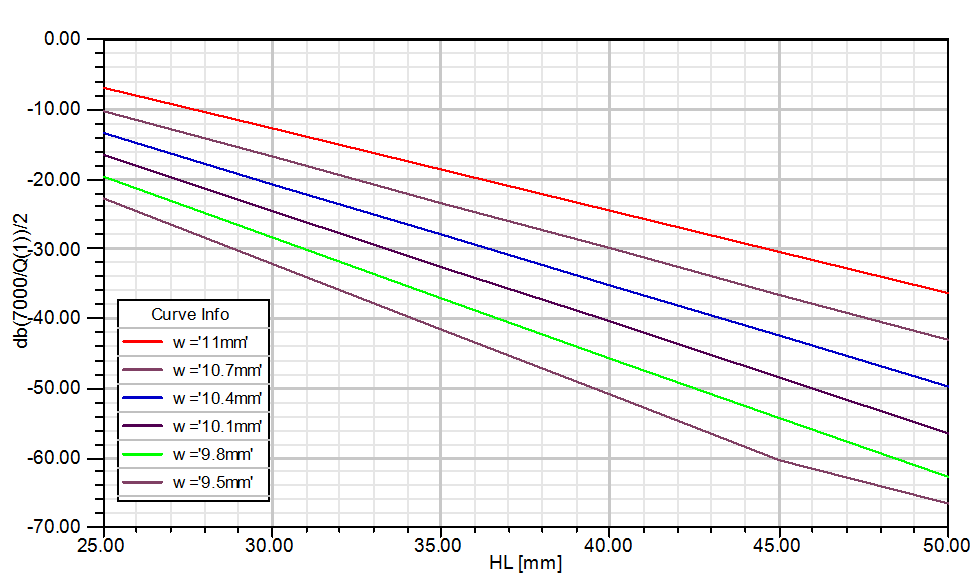 0.00
-10.00
-20.00
-30.00
-40.00
-50.00
-60.00
-70.00
db(7000/Q(1))/2
Curve Info
w ='11mm'
w ='10.7mm'
w ='10.4mm'
w ='10.1mm'
w ='9.8mm'
w ='9.5mm'
25.00 30.00 35.00 40.00 45.00 50.00
HL [mm]